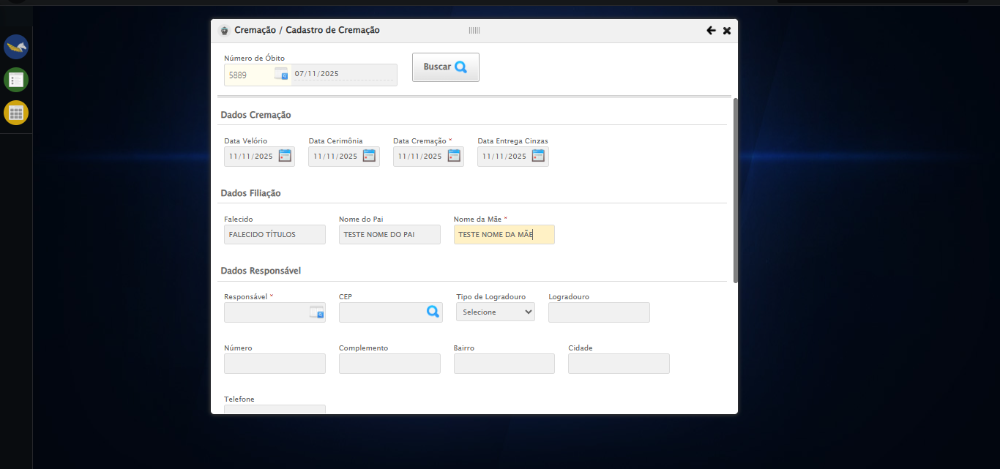 Cremação / Cadastro de Cremação
Número de Óbito
5889 07/11/2025 Buscar
Dados Cremação
Data Velório Data Cerimônia Data Cremação * Data Entrega Cinzas
11/11/2025 11/11/2025 11/11/2025 11/11/2025
Dados Filiação
Falecido Nome do Pai Nome da Mãe *
FALECIDO TÍTULOS TESTE NOME DO PAI TESTE NOME DA MÃE
Dados Responsável
Responsável * CEP Tipo de Logradouro Logradouro
Selecione
Número Complemento Bairro Cidade
Telefone